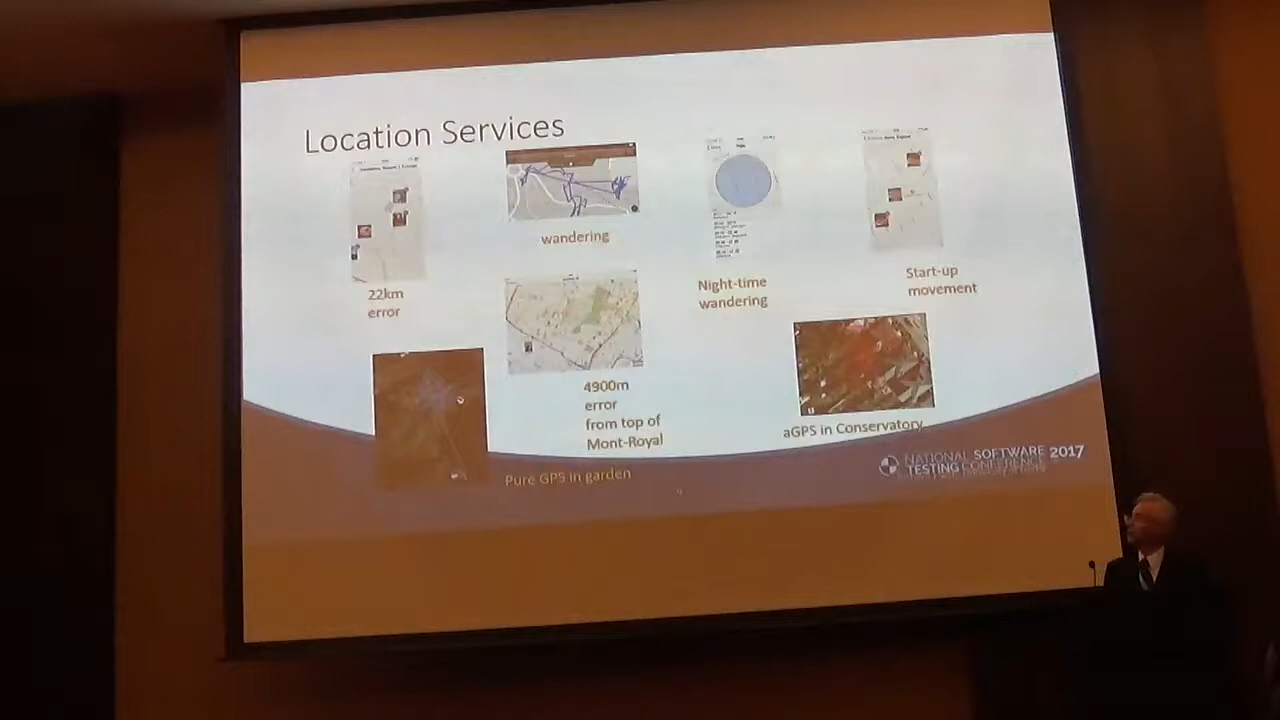 Location Services
22km
error
wandering
Night-time
wandering
Start-up
movement
4900m
error
from top of
Mont-Royal
aGPS in Conservatory
Pure GPS in garden
NATIONAL SOFTWARE
TESTING CONFERENCE
2017